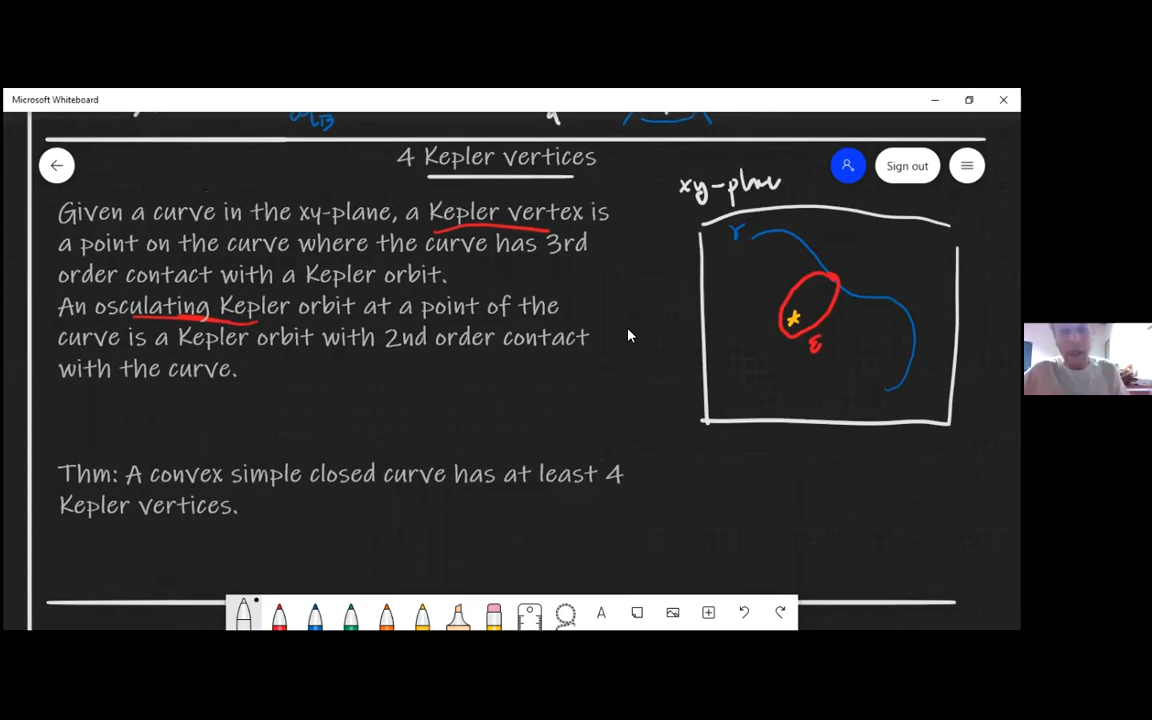 Microsoft Whiteboard
4 Kepler vertices
Sign out
xy-plane
Given a curve in the xy-plane, a Kepler vertex is
a point on the curve where the curve has 3rd
order contact with a Kepler orbit.
An osculating Kepler orbit at a point of the
curve is a Kepler orbit with 2nd order contact
with the curve.
Thm: A convex simple closed curve has at least 4
Kepler vertices.
A